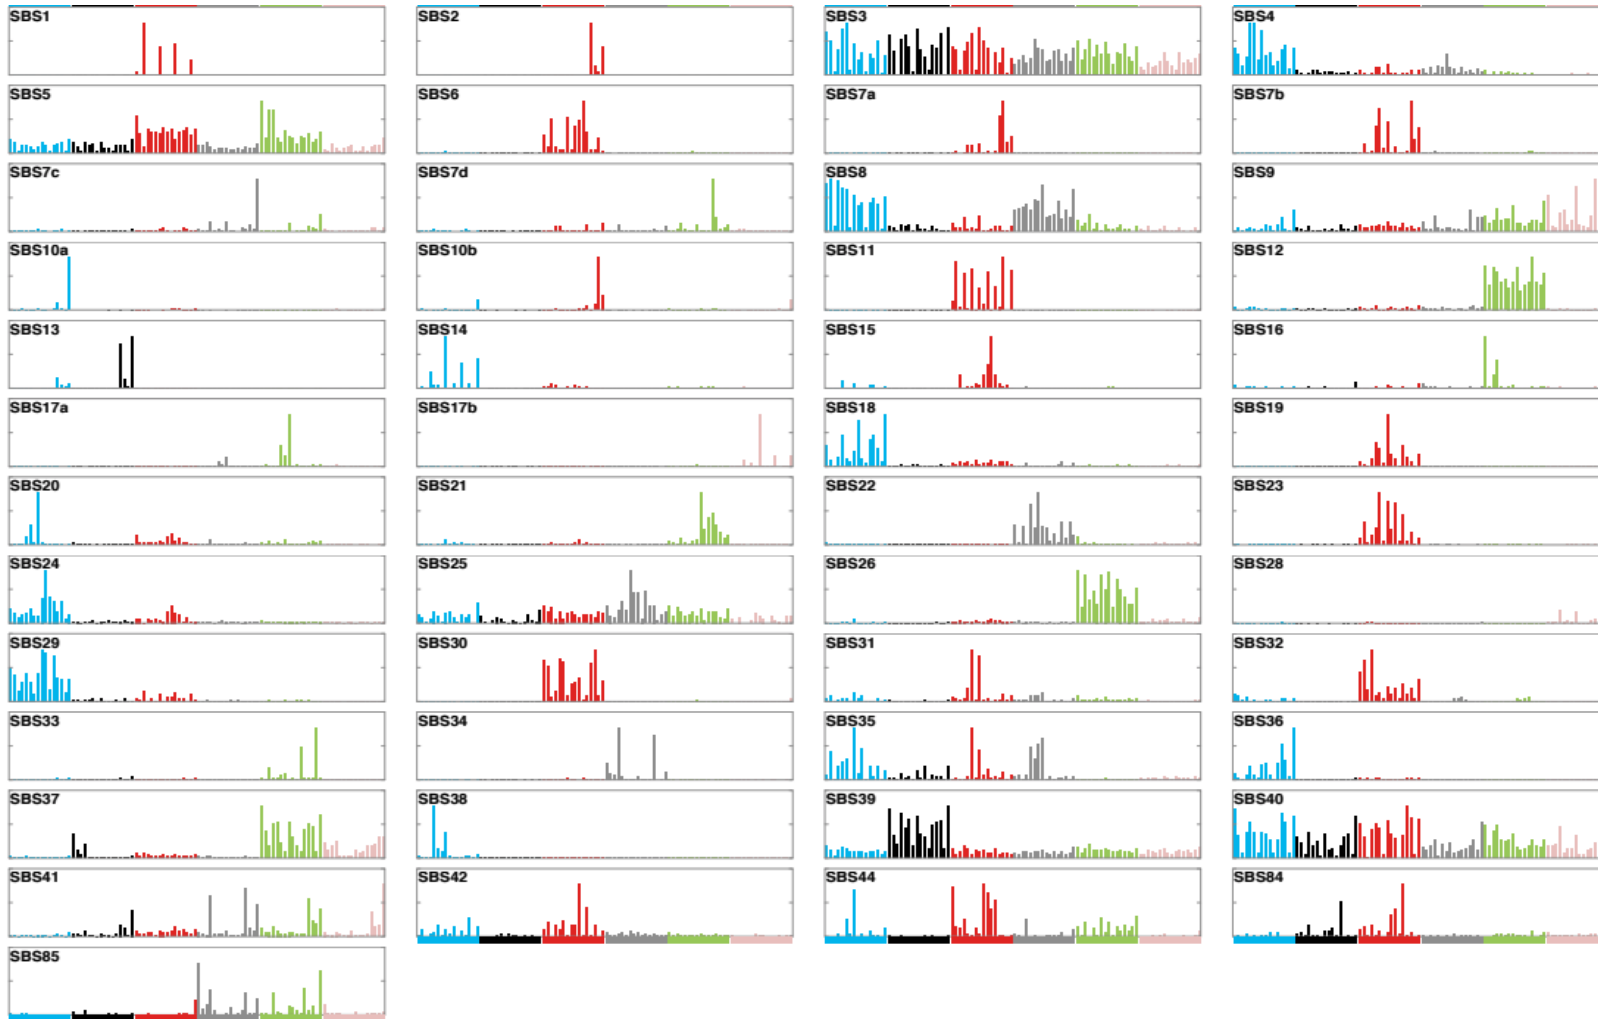 SBS1 SBS2 SBS3 SBS4
SBS5 SBS6 SBS7a SBS7b
SBS7c SBS7d SBS8 SBS9
SBS10a SBS10b SBS11 SBS12
SBS13 SBS14 SBS15 SBS16
SBS17a SBS17b SBS18 SBS19
SBS20 SBS21 SBS22 SBS23
SBS24 SBS25 SBS26 SBS28
SBS29 SBS30 SBS31 SBS32
SBS33 SBS34 SBS35 SBS36
SBS37 SBS38 SBS39 SBS40
SBS41 SBS42 SBS44 SBS84
SBS85